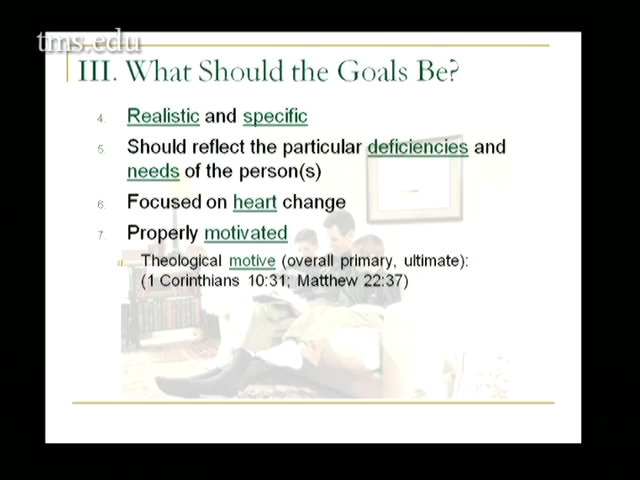 tms.edu
III. What Should the Goals Be?
4. Realistic and specific
5. Should reflect the particular deficiencies and
needs of the person(s)
6. Focused on heart change
7. Properly motivated
a. Theological motive (overall primary, ultimate):
(1 Corinthians 10:31; Matthew 22:37)